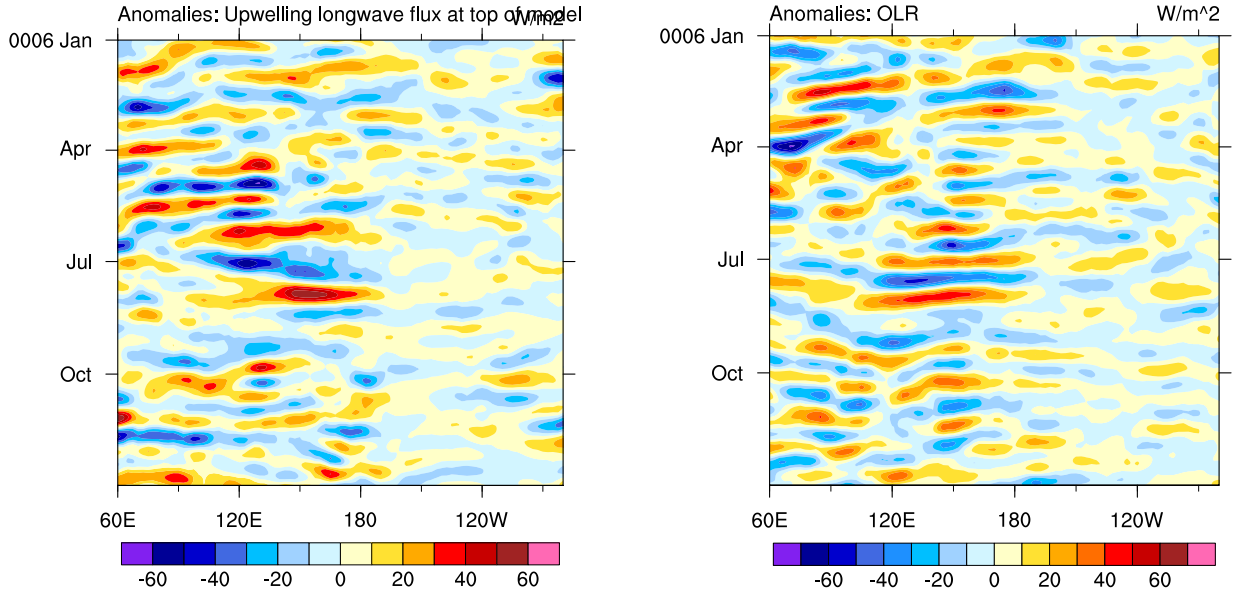 Anomalies: Upwelling longwave flux at top of model
W/m2
0006 Jan
Apr
Jul
Oct
60E 120E 180 120W
-60 -40 -20 0 20 40 60
Anomalies: OLR W/m^2
0006 Jan
Apr
Jul
Oct
60E 120E 180 120W
-60 -40 -20 0 20 40 60